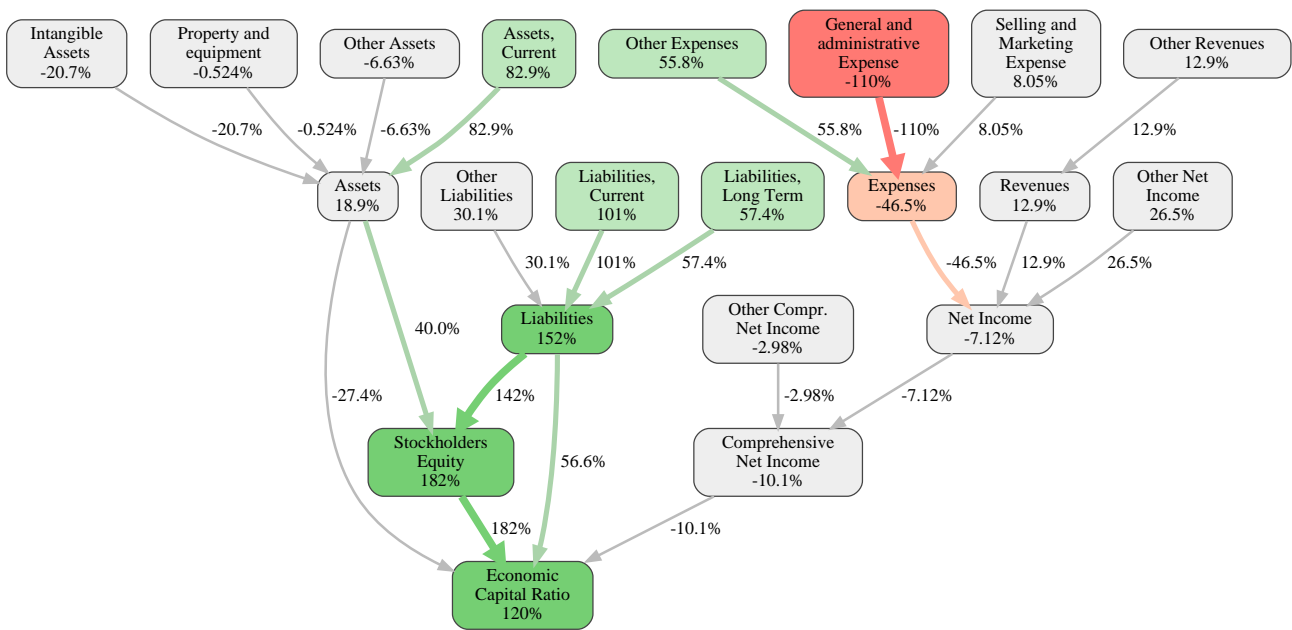 Intangible
Assets
-20.7%
Property and
equipment
-0.524%
Other Assets
-6.63%
Assets,
Current
82.9%
Other Expenses
55.8%
General and
administrative
Expense
-110%
Selling and
Marketing
Expense
8.05%
Other Revenues
12.9%
-20.7%
-0.524%
-6.63%
82.9%
55.8%
-110%
8.05%
12.9%
Assets
18.9%
Other
Liabilities
30.1%
Liabilities,
Current
101%
Liabilities,
Long Term
57.4%
Expenses
-46.5%
Revenues
12.9%
Other Net
Income
26.5%
30.1%
101%
57.4%
-46.5%
12.9%
26.5%
40.0%
Liabilities
152%
Other Compr.
Net Income
-2.98%
Net Income
-7.12%
-27.4%
142%
-2.98%
-7.12%
Stockholders
Equity
182%
56.6%
Comprehensive
Net Income
-10.1%
182%
-10.1%
Economic
Capital Ratio
120%